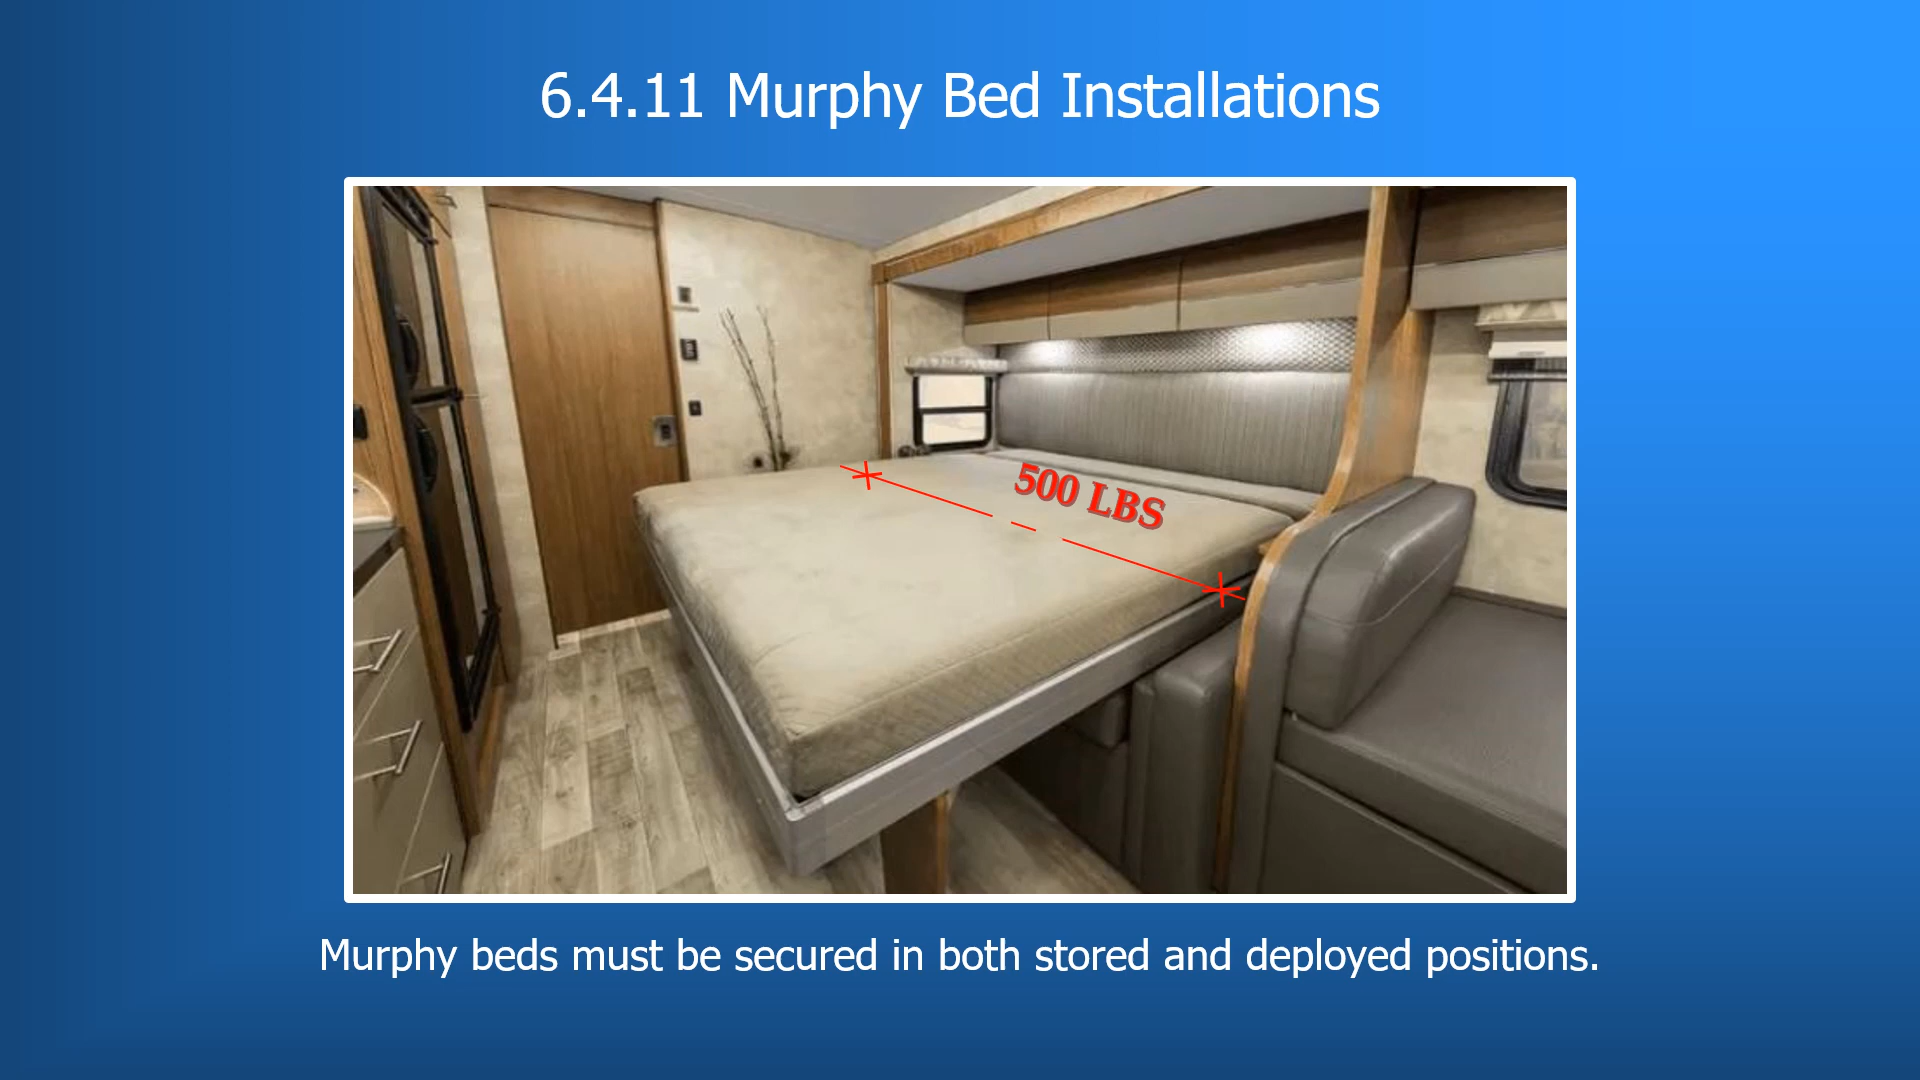 6.4.11 Murphy Bed Installations
500 LBS
Murphy beds must be secured in both stored and deployed positions.